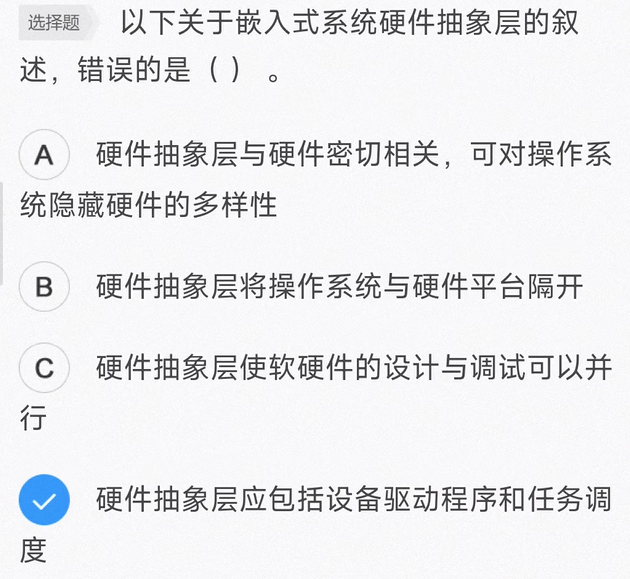 选择题 以下关于嵌入式系统硬件抽象层的叙
述，错误的是（ ）。
A 硬件抽象层与硬件密切相关，可对操作系
统隐藏硬件的多样性
B 硬件抽象层将操作系统与硬件平台隔开
C 硬件抽象层使软硬件的设计与调试可以并
行
硬件抽象层应包括设备驱动程序和任务调
度